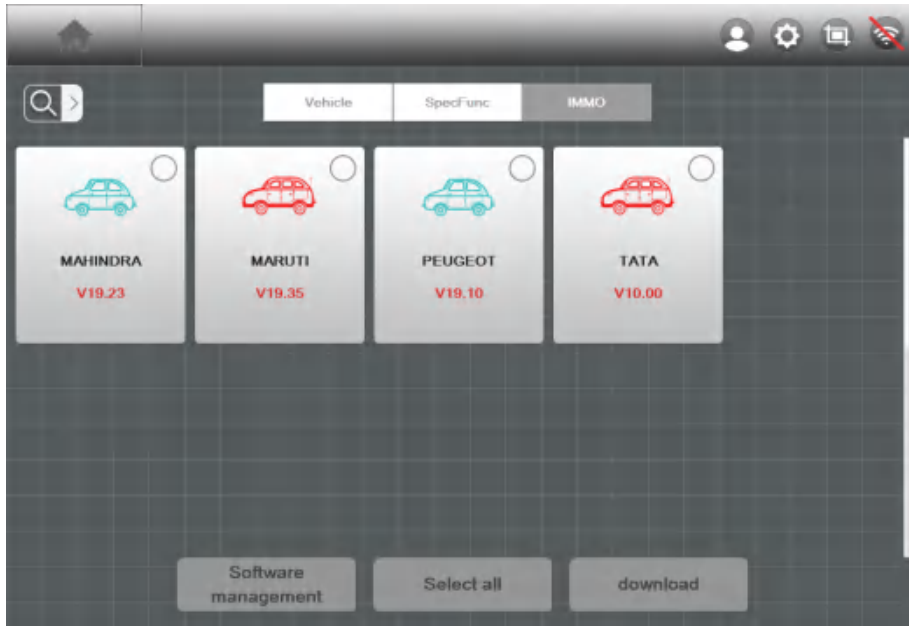 Vehicle
SpecFunc
IMMO
MAHINDRA
MARUTI
PEUGEOT
TATA
V19.23
V19.35
V19.10
V10.00
Software
management
Select all
download